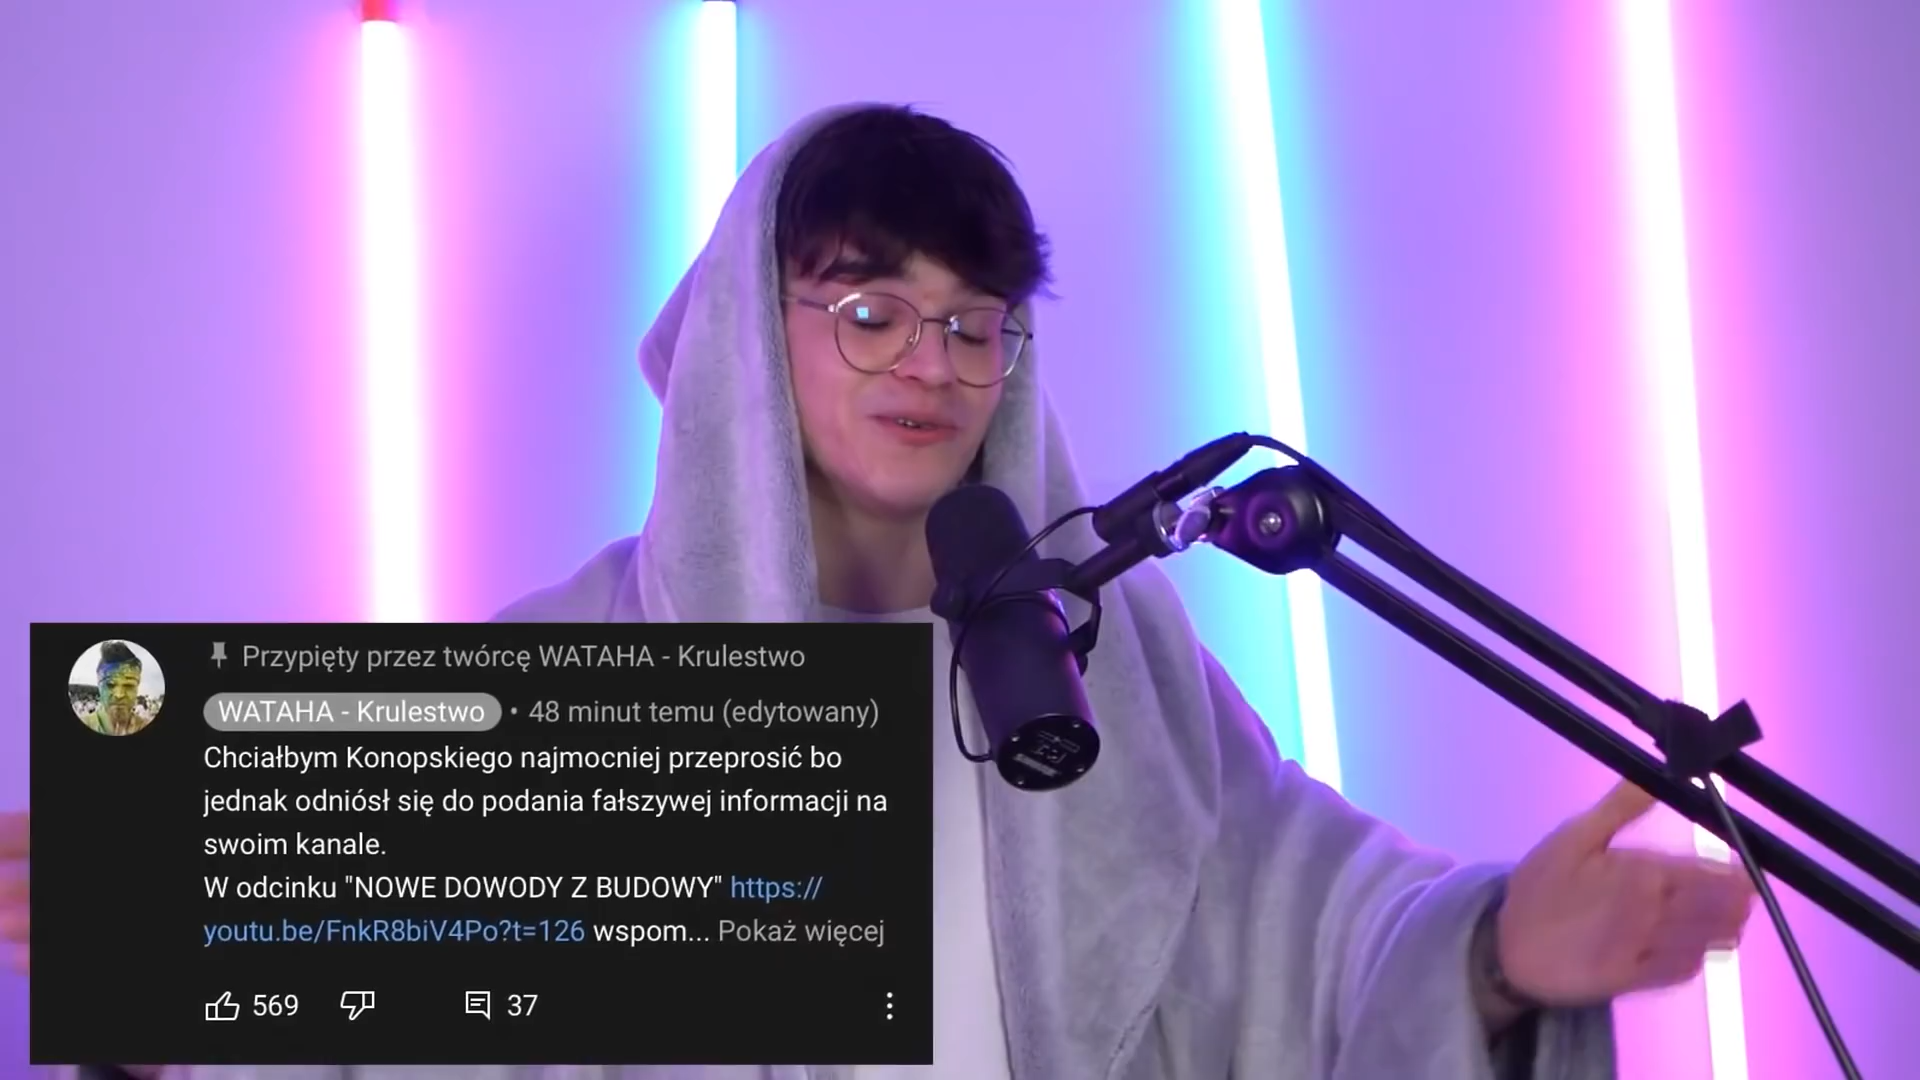 Przypięty przez twórcę WATAHA - Krulestwo
WATAHA - Krulestwo • 48 minut temu (edytowany)
Chciałbym Konopskiego najmocniej przeprosić bo
jednak odniósł się do podania fałszywej informacji na
swoim kanale.
W odcinku "NOWE DOWODY Z BUDOWY" https://
youtu.be/FnkR8biV4Po?t=126 wspom... Pokaż więcej
569 37